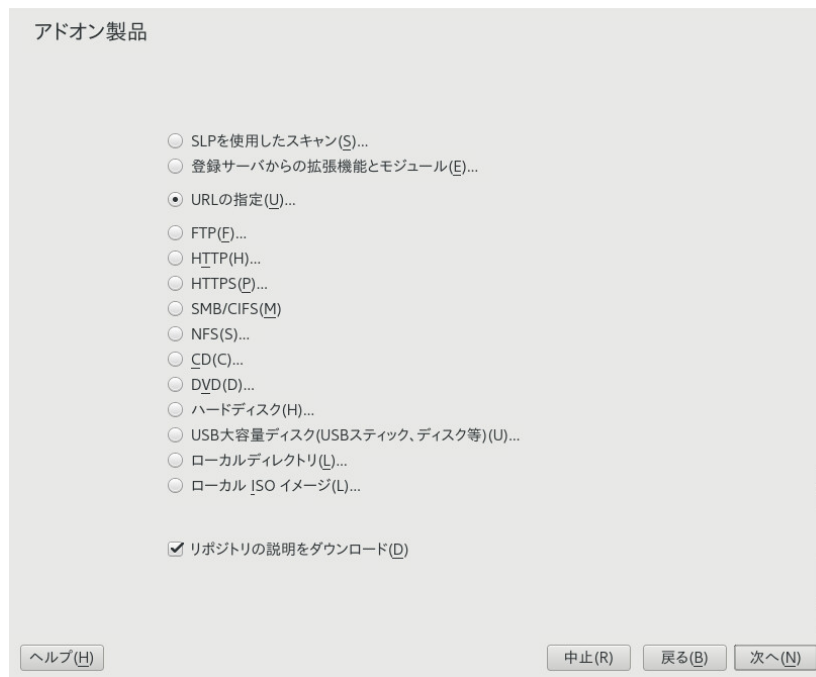 アドオン製品
SLPを使用したスキャン(S)...
登録サーバからの拡張機能とモジュール(E)...
URLの指定(U)...
FTP(F)...
HTTP(H)...
HTTPS(P)...
SMB/CIFS(M)
NFS(S)...
CD(C)...
DVD(D)...
ハードディスク(H)...
USB大容量ディスク(USBスティック、ディスク等)(U)...
ローカルディレクトリ(L)...
ローカル ISO イメージ(L)...
リポジトリの説明をダウンロード(D)
ヘルプ(H) 中止(R) 戻る(B) 次へ(N)